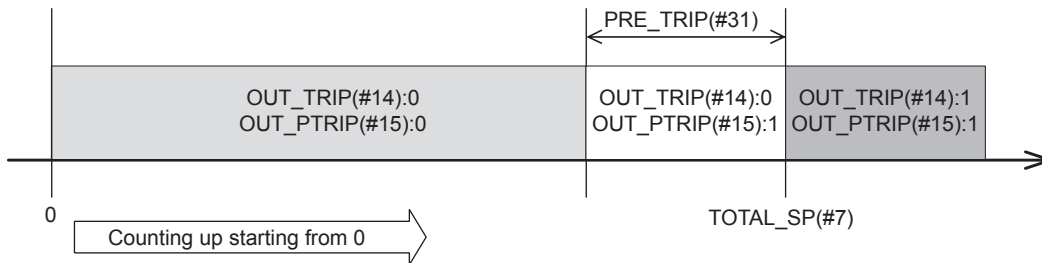 PRE_TRIP(#31)
OUT_TRIP(#14):0
OUT_PTRIP(#15):0
OUT_TRIP(#14):0
OUT_PTRIP(#15):1
OUT_TRIP(#14):1
OUT_PTRIP(#15):1
0
TOTAL_SP(#7)
Counting up starting from 0